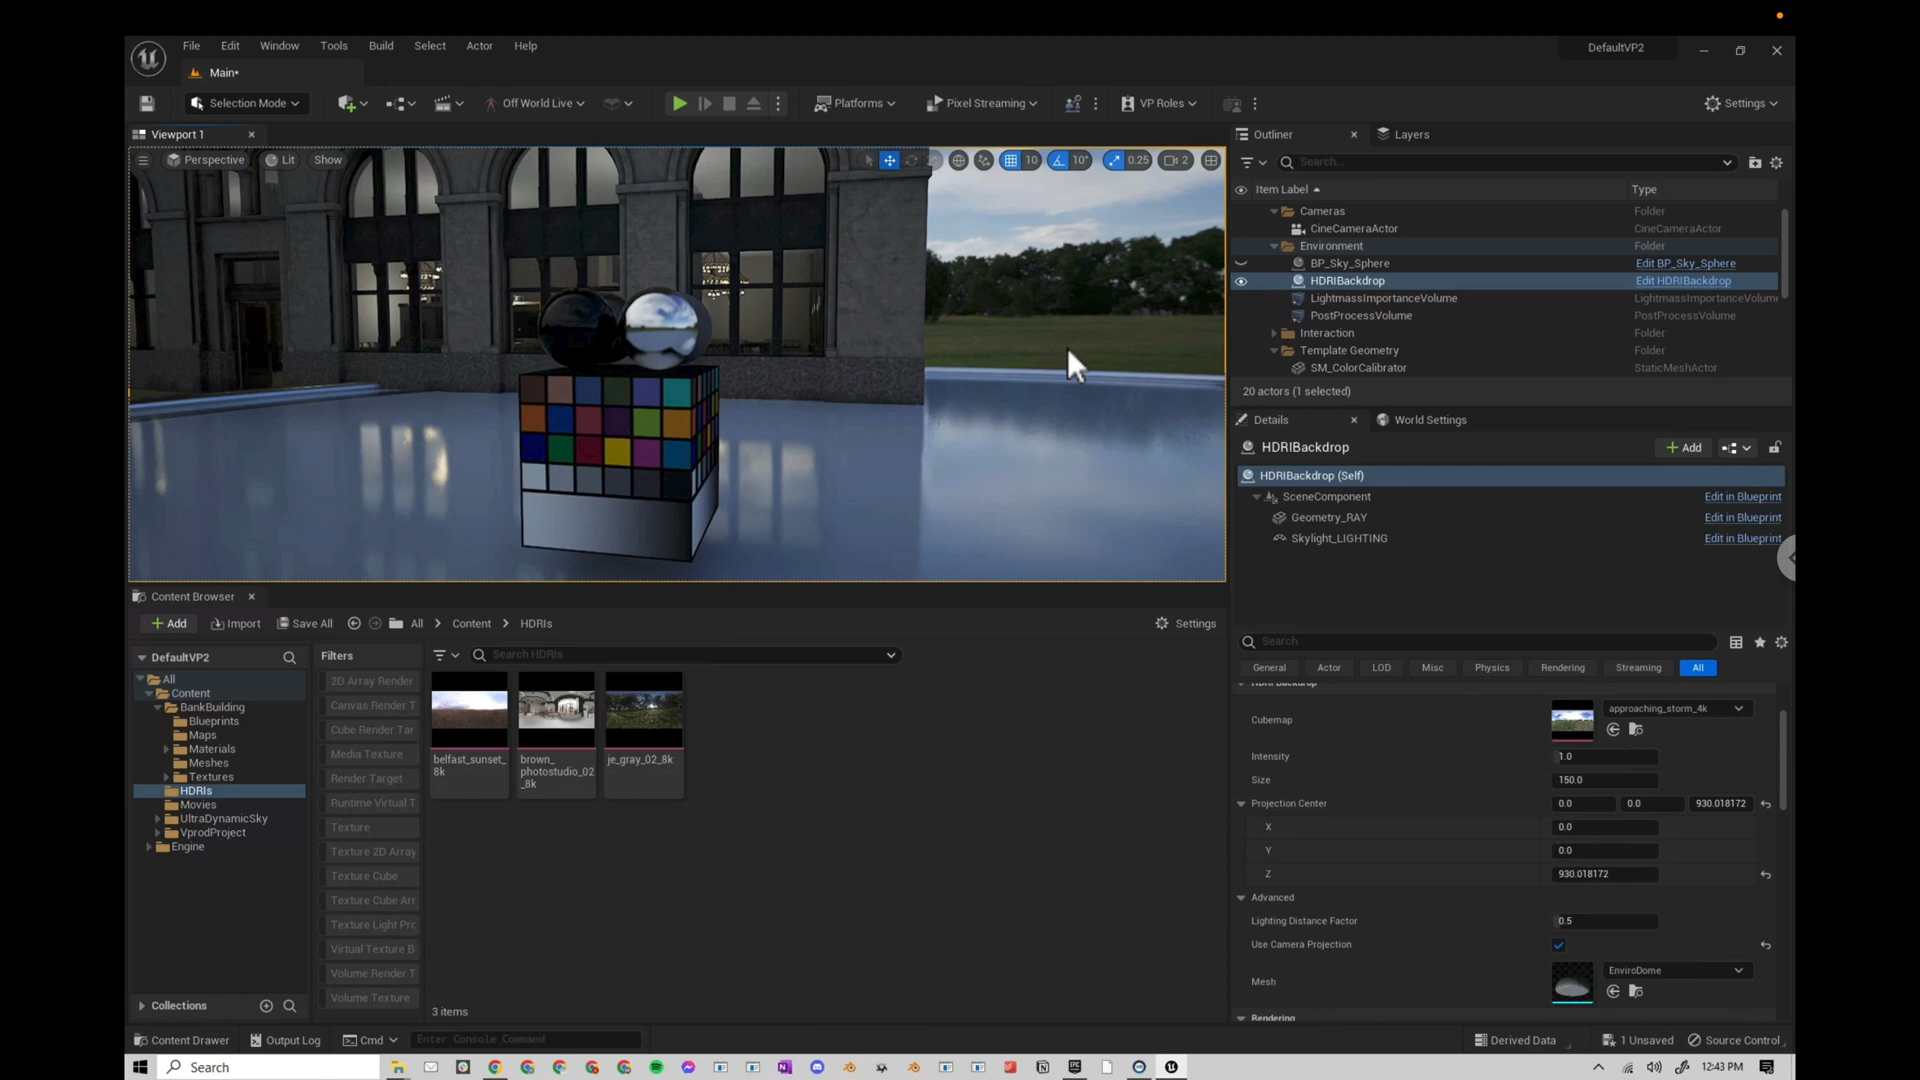 DefaultVP2
File Edit Window Tools Build Select Actor Help
Main*
Selection Mode Off World Live Platforms Pixel Streaming VP Roles Settings
Viewport 1
Perspective Lit Show 10 10° 0.25 2
Outliner Layers
Search...
Item Label Type
Cameras Folder
CineCameraActor CineCameraActor
Environment Folder
BP_Sky_Sphere Edit BP_Sky_Sphere
HDRIBackdrop Edit HDRIBackdrop
LightmassImportanceVolume LightmassImportanceVolum
PostProcessVolume PostProcessVolume
Interaction Folder
Template Geometry Folder
SM_ColorCalibrator StaticMeshActor
20 actors (1 selected)
Details World Settings
HDRIBackdrop Add
HDRIBackdrop (Self)
SceneComponent Edit in Blueprint
Geometry_RAY Edit in Blueprint
Skylight_LIGHTING Edit in Blueprint
Search
General Actor LOD Misc Physics Rendering Streaming All
HDRI Backdrop
Cubemap approaching_storm_4k
Intensity 1.0
Size 150.0
Projection Center 0.0 0.0 930.018172
X 0.0
Y 0.0
Z 930.018172
Advanced
Lighting Distance Factor 0.5
Use Camera Projection
Mesh EnviroDome
Rendering
Content Browser
Add Import Save All All Content HDRIs Settings
DefaultVP2
All
Content
BankBuilding
Blueprints
Maps
Materials
Meshes
Textures
HDRIs
Movies
UltraDynamicSky
VprodProject
Engine
Collections
Filters
2D Array Render
Canvas Render T
Cube Render Tar
Media Texture
Render Target
Runtime Virtual T
Texture
Texture 2D Array
Texture Cube
Texture Cube Arr
Texture Light Prc
Virtual Texture B
Volume Render T
Volume Texture
Search HDRIs
belfast_sunset_
8k
brown_
photostudio_02
_8k
je_gray_02_8k
3 items
Content Drawer Output Log Cmd Enter Console Command Derived Data 1 Unsaved Source Control
Search 12:43 PM